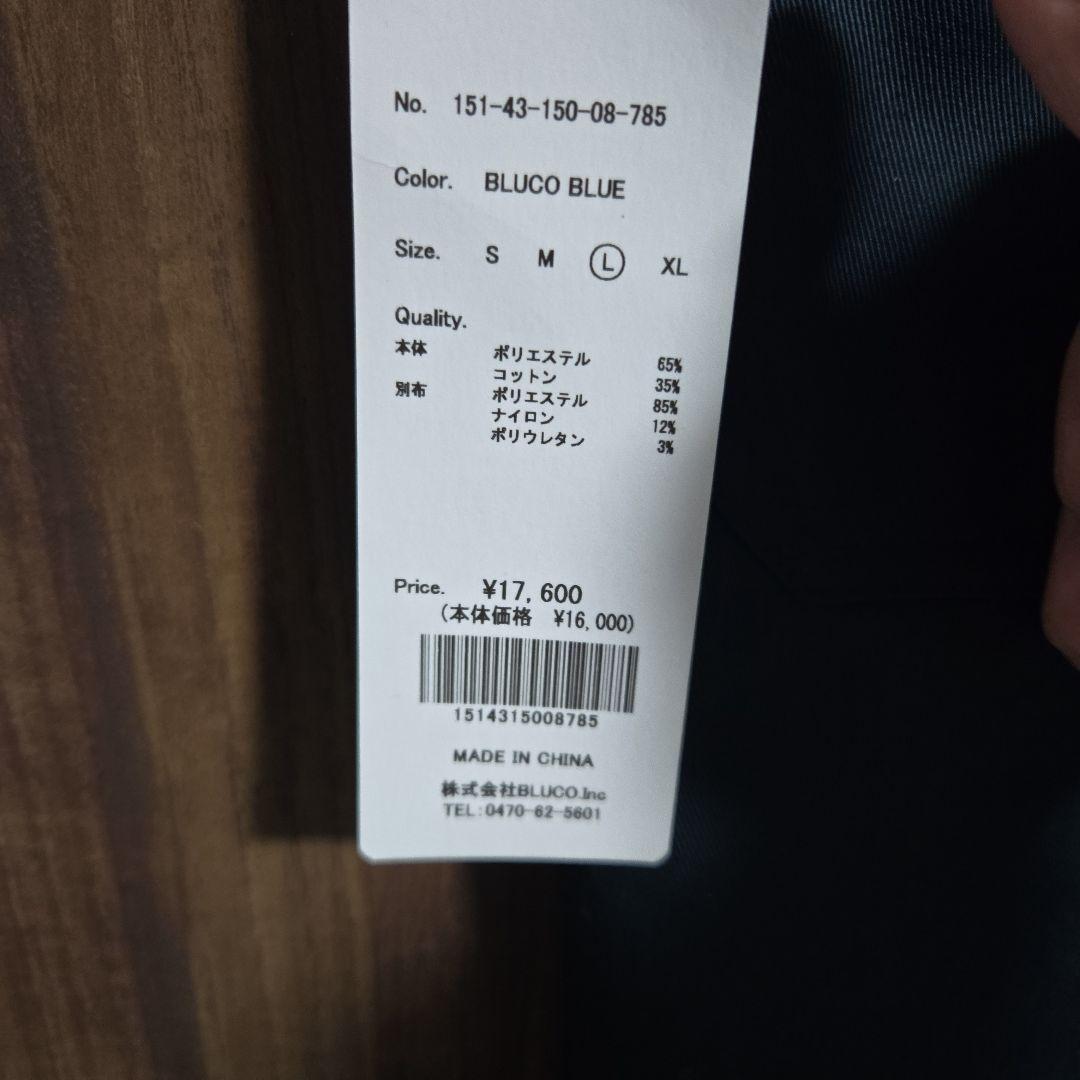 No. 151-43-150-08-785
Color. BLUCO BLUE
Size. S M L XL
Quality.
本体 ポリエステル 65%
コットン 35%
別布 ポリエステル 85%
ナイロン 12%
ポリウレタン 3%
Price. ¥17,600
(本体価格 ¥16,000)
1514315008785
MADE IN CHINA
株式会社BLUCO.Inc
TEL:0470-62-5601